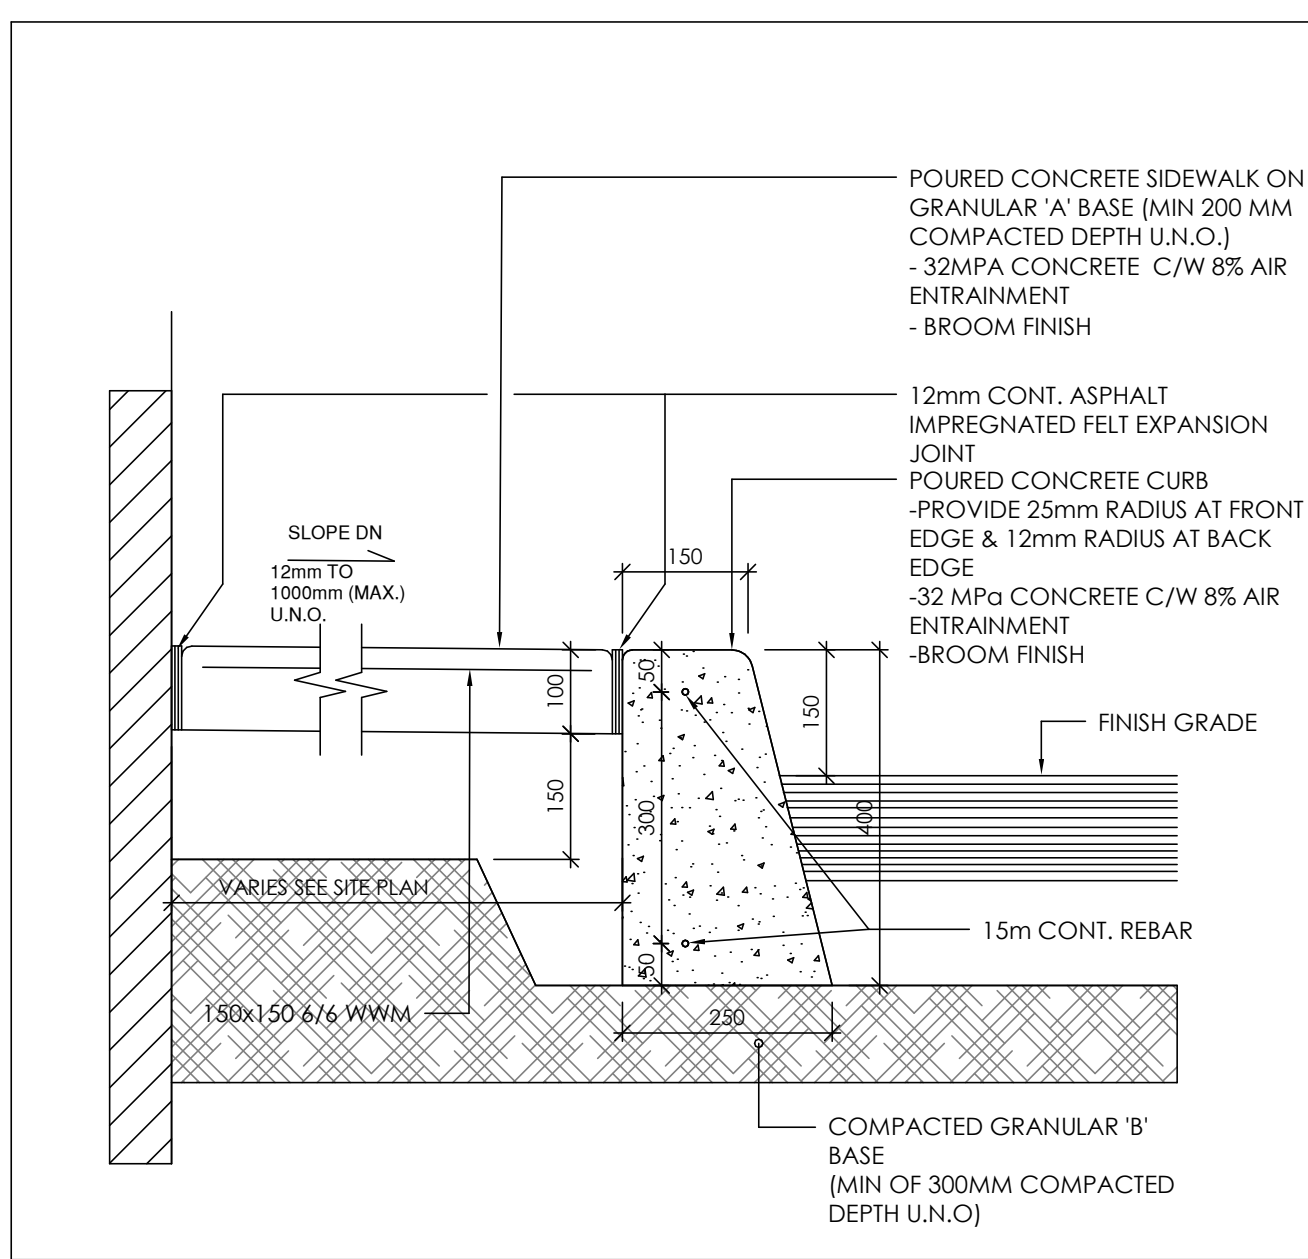 POURED CONCRETE SIDEWALK ON
GRANULAR 'A' BASE (MIN 200 MM
COMPACTED DEPTH U.N.O.)
- 32MPA CONCRETE C/W 8% AIR
ENTRAINMENT
- BROOM FINISH
12mm CONT. ASPHALT
IMPREGNATED FELT EXPANSION
JOINT
POURED CONCRETE CURB
-PROVIDE 25mm RADIUS AT FRONT
EDGE & 12mm RADIUS AT BACK
EDGE
-32 MPa CONCRETE C/W 8% AIR
ENTRAINMENT
-BROOM FINISH
SLOPE DN
12mm TO
1000mm (MAX.)
U.N.O.
150
50
100
150
FINISH GRADE
150
300
400
VARIES SEE SITE PLAN
15m CONT. REBAR
50
150x150 6/6 WWM
250
COMPACTED GRANULAR 'B'
BASE
(MIN OF 300MM COMPACTED
DEPTH U.N.O)